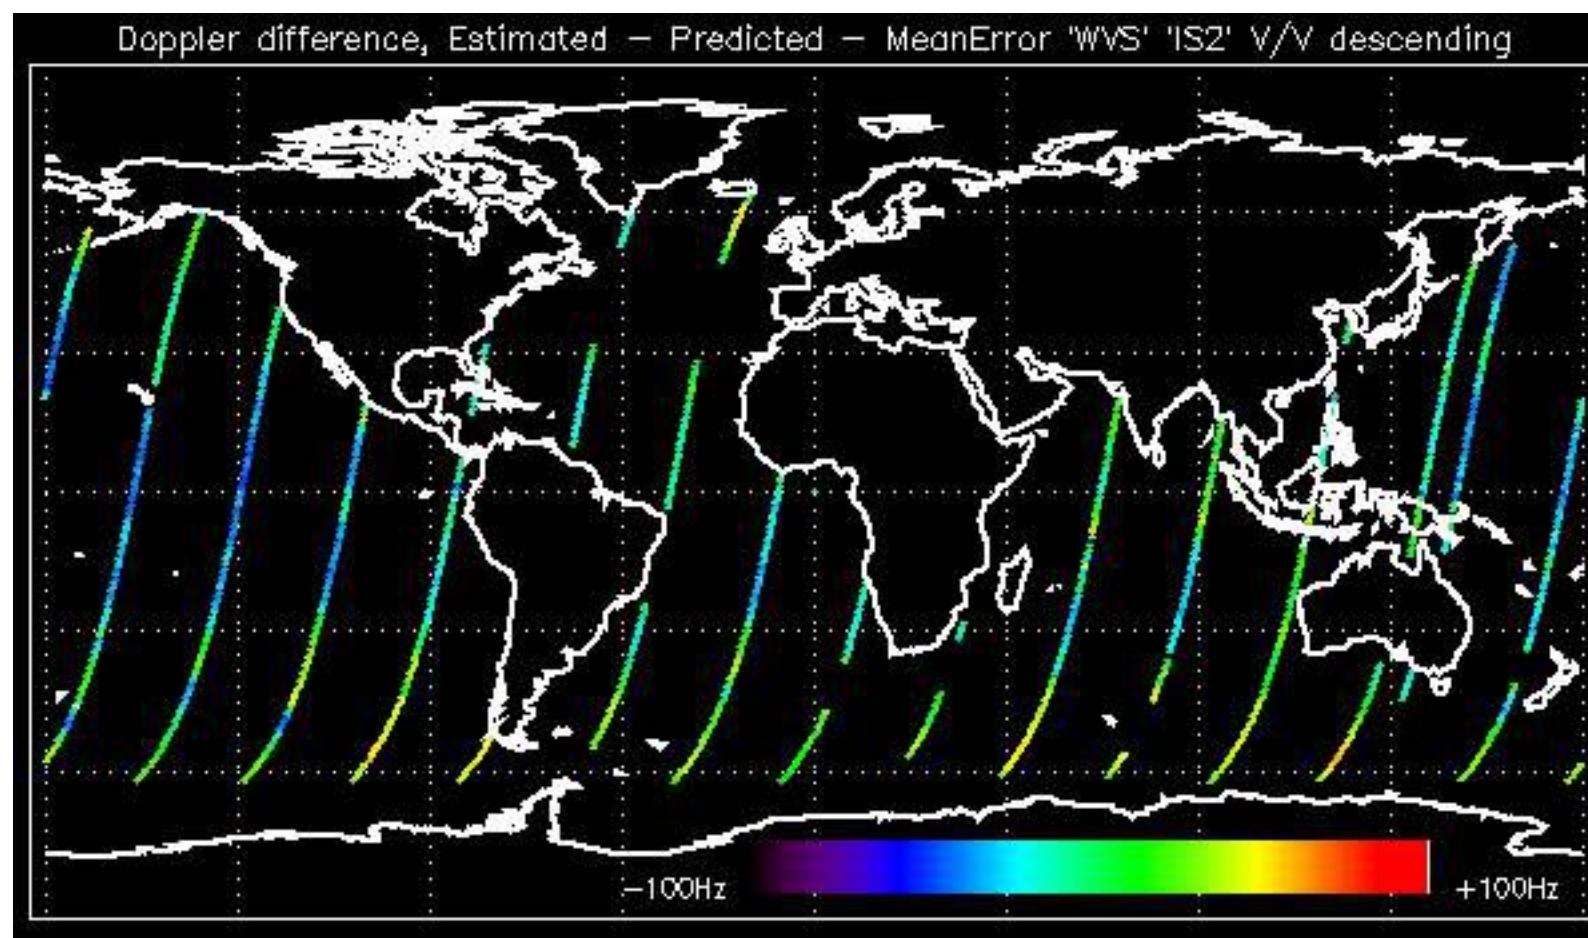 Doppler difference, Estimated – Predicted – MeanError 'WVS' 'IS2' V/V descending
–100Hz +100Hz